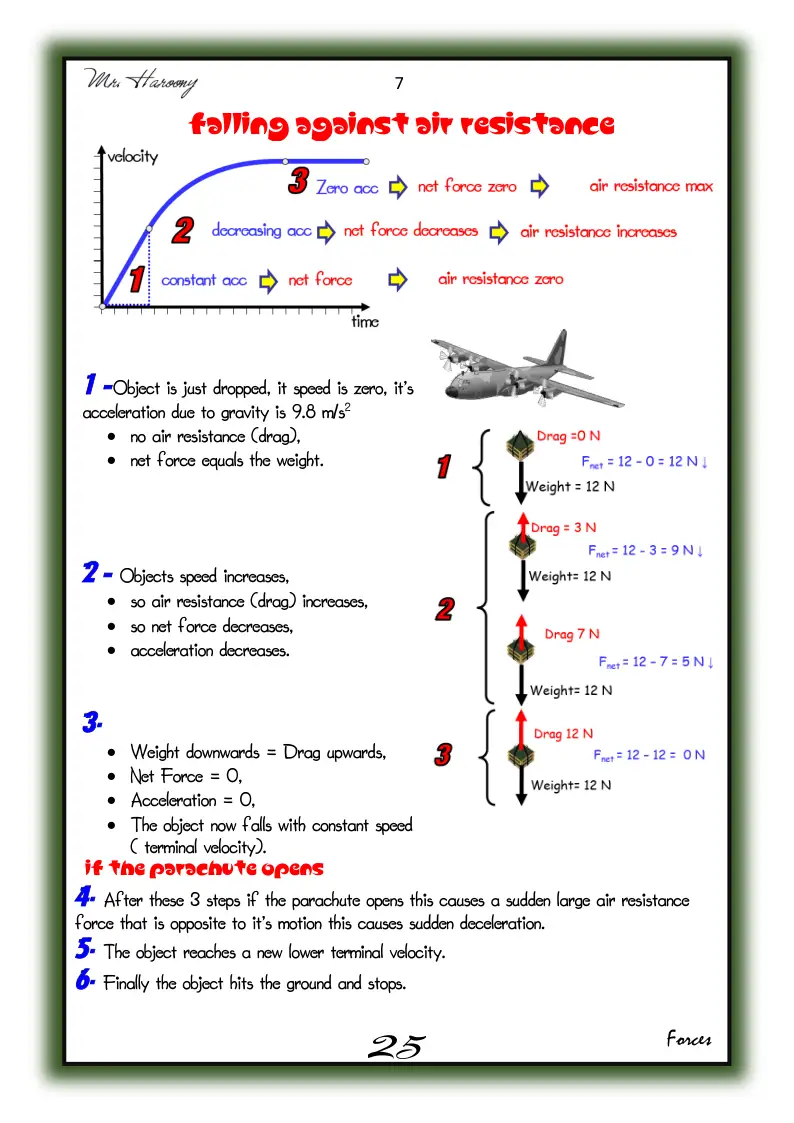 Mr. Haroony
7
falling against air resistance
velocity
3 Zero acc net force zero air resistance max
2 decreasing acc net force decreases air resistance increases
1 constant acc net force air resistance zero
time
1 -Object is just dropped, it speed is zero, it's
acceleration due to gravity is 9.8 m/s²
• no air resistance (drag),
• net force equals the weight.
1
Drag =0 N
Fnet = 12 - 0 = 12 N ↓
Weight = 12 N
2 - Objects speed increases,
• so air resistance (drag) increases,
• so net force decreases,
• acceleration decreases.
2
Drag = 3 N
Fnet = 12 - 3 = 9 N ↓
Weight= 12 N
Drag 7 N
Fnet = 12 - 7 = 5 N ↓
Weight= 12 N
3.
• Weight downwards = Drag upwards,
• Net Force = 0,
• Acceleration = 0,
• The object now falls with constant speed
( terminal velocity).
3
Drag 12 N
Fnet = 12 - 12 = 0 N
Weight= 12 N
if the parachute opens
4. After these 3 steps if the parachute opens this causes a sudden large air resistance
force that is opposite to it's motion this causes sudden deceleration.
5. The object reaches a new lower terminal velocity.
6. Finally the object hits the ground and stops.
25
Forces